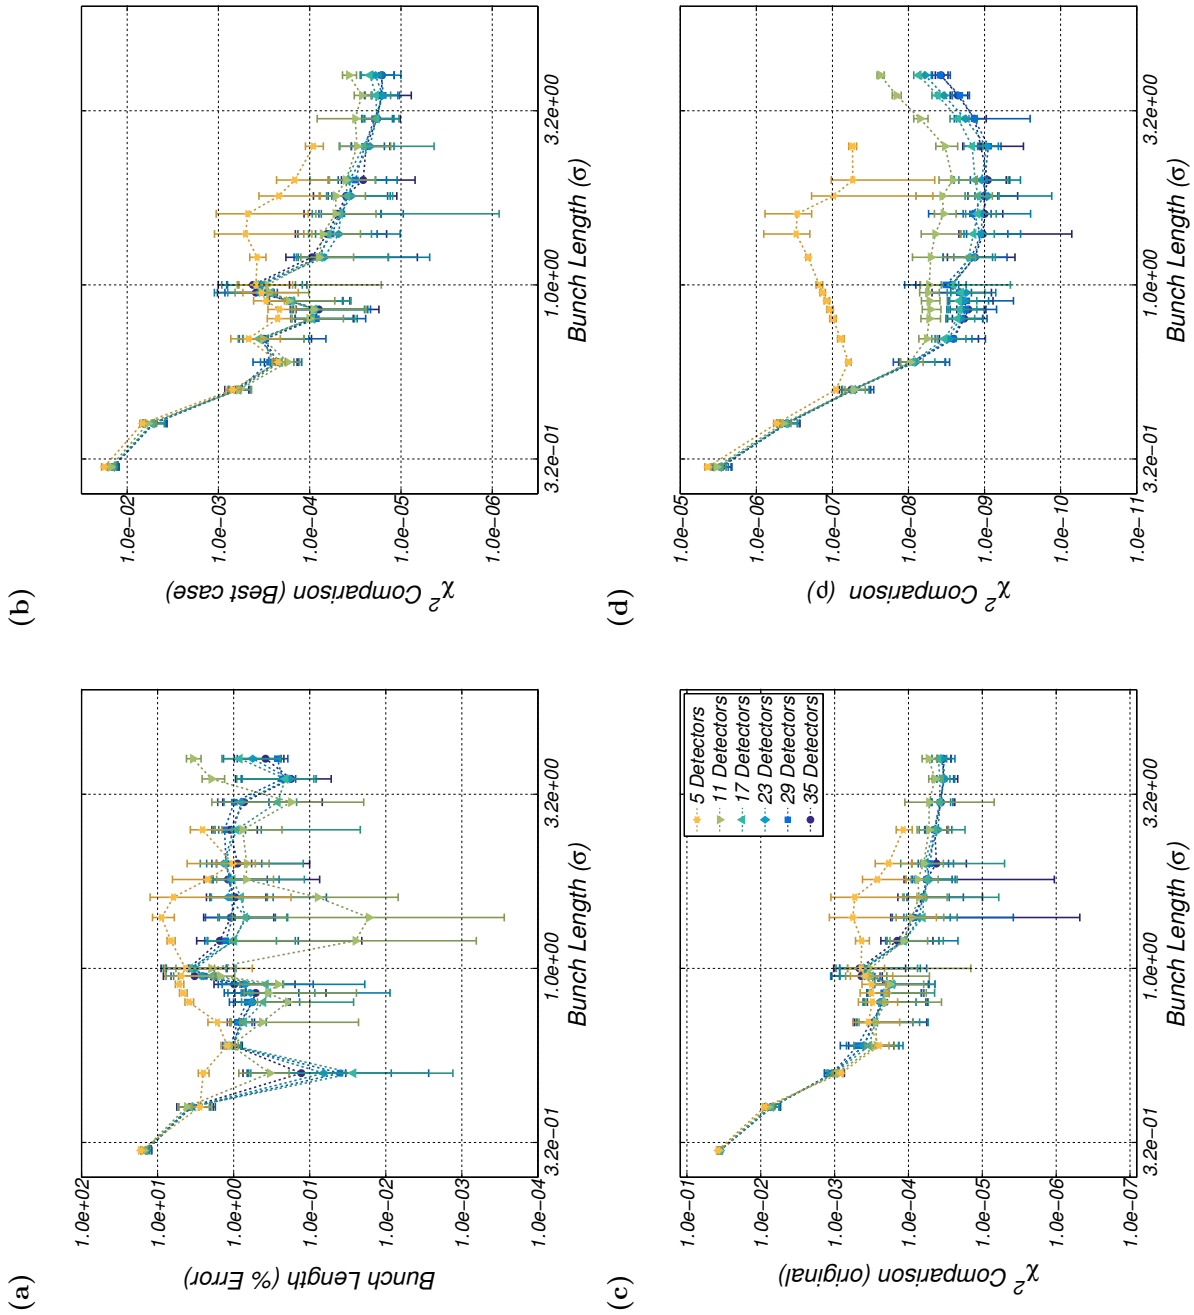 (a)
1.0e+02
1.0e+01
1.0e+00
1.0e−01
1.0e−02
1.0e−03
1.0e−04
Bunch Length (% Error)
3.2e−01
1.0e+00
3.2e+00
Bunch Length (σ)
(b)
1.0e−02
1.0e−03
1.0e−04
1.0e−05
1.0e−06
χ² Comparison (Best case)
3.2e−01
1.0e+00
3.2e+00
Bunch Length (σ)
(c)
1.0e−01
1.0e−02
1.0e−03
1.0e−04
1.0e−05
1.0e−06
1.0e−07
χ² Comparison (original)
5 Detectors
11 Detectors
17 Detectors
23 Detectors
29 Detectors
35 Detectors
3.2e−01
1.0e+00
3.2e+00
Bunch Length (σ)
(d)
1.0e−05
1.0e−06
1.0e−07
1.0e−08
1.0e−09
1.0e−10
1.0e−11
χ² Comparison (ρ)
3.2e−01
1.0e+00
3.2e+00
Bunch Length (σ)